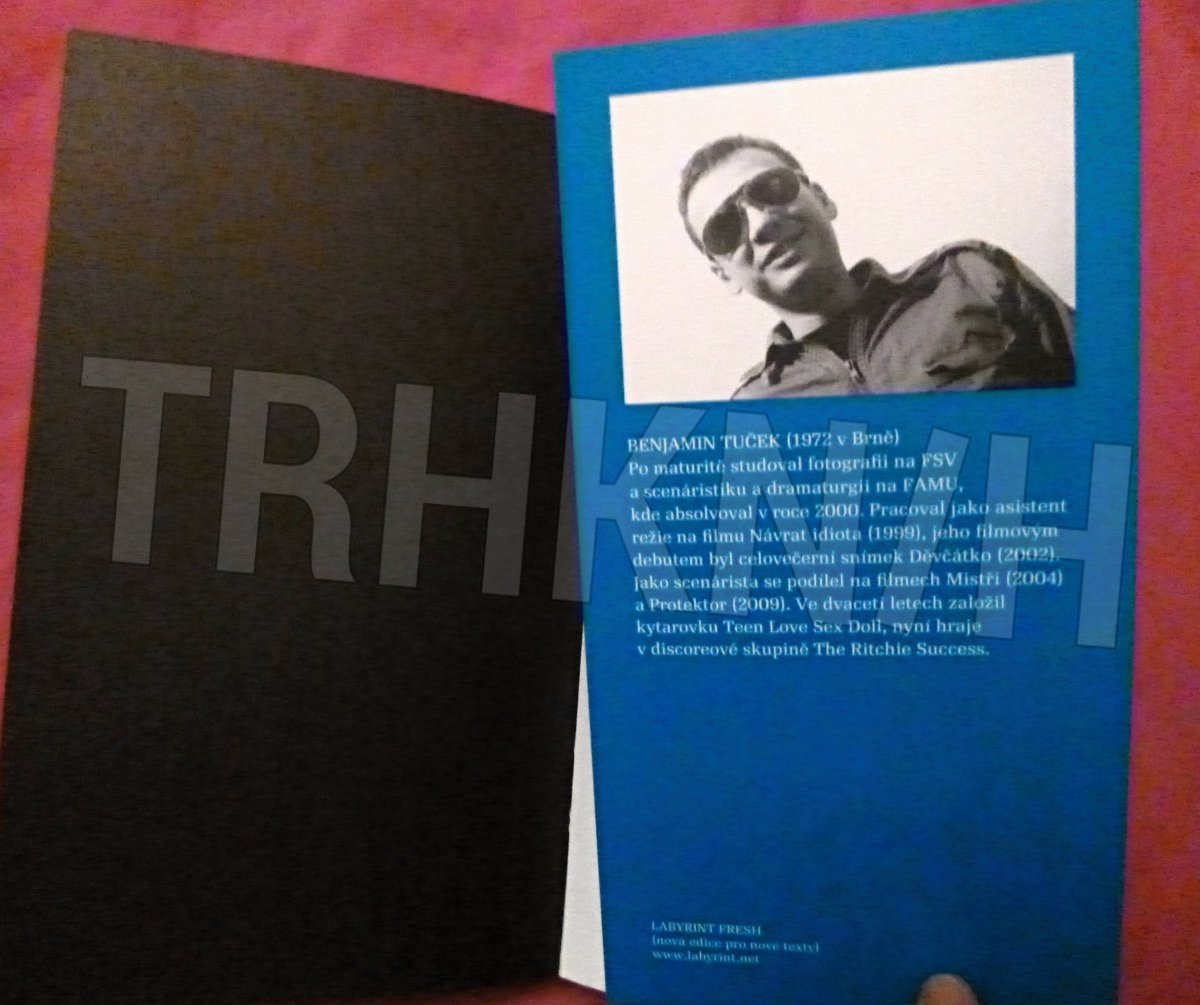 TRHKNIH
BENJAMIN TUČEK (1972 v Brně)
Po maturitě studoval fotografii na FSV
a scenáristiku a dramaturgii na FAMU,
kde absolvoval v roce 2000. Pracoval jako asistent
režie na filmu Návrat idiota (1999), jeho filmovým
debutem byl celovečerní snímek Děvčátko (2002).
Jako scenárista se podílel na filmech Mistři (2004)
a Protektor (2009). Ve dvaceti letech založil
kytarovku Teen Love Sex Doll, nyní hraje
v discoreové skupině The Ritchie Success.
LABYRINT FRESH
(nová edice pro nové texty)
www.labyrint.net